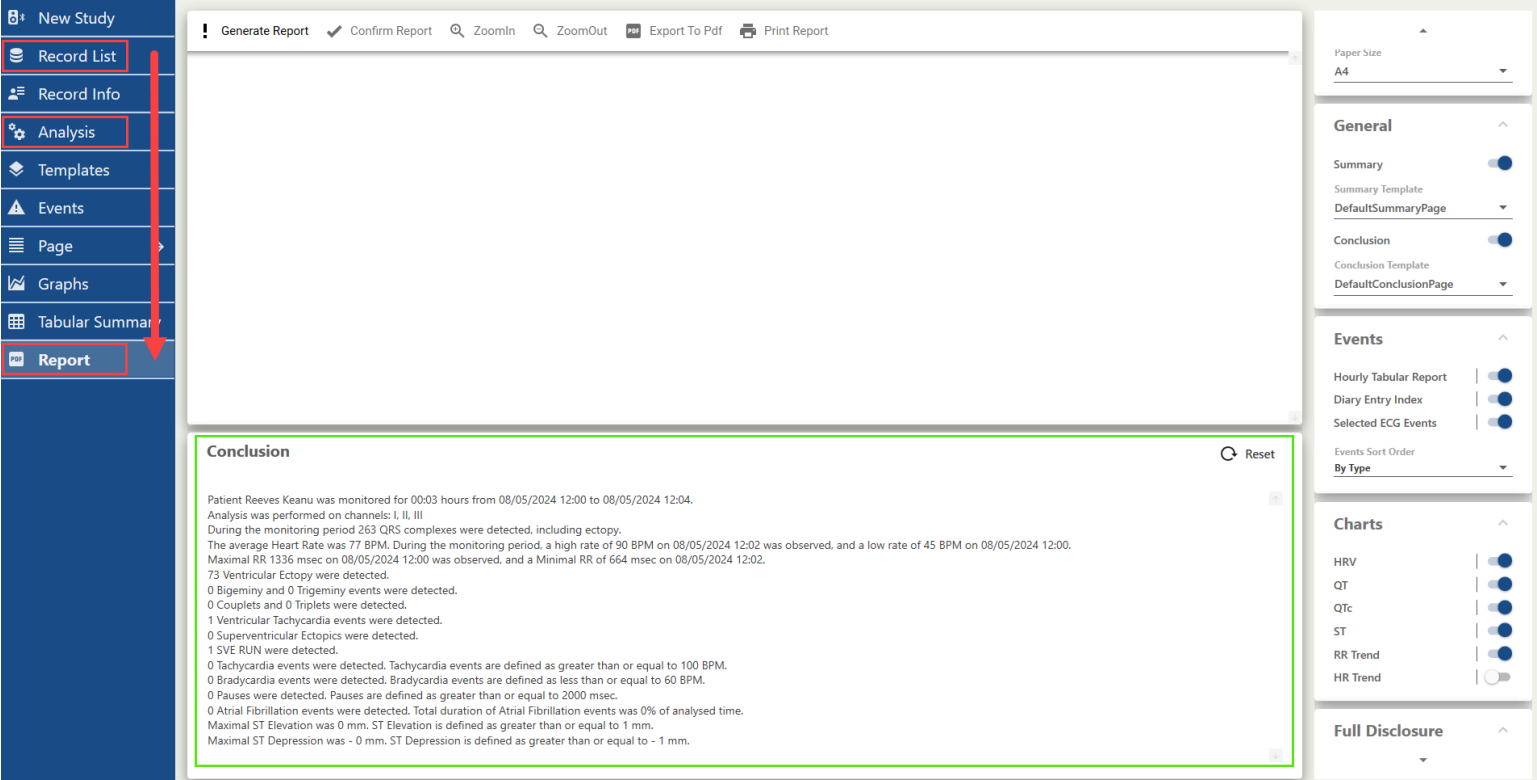 New Study
Record List
Record Info
Analysis
Templates
Events
Page
Graphs
Tabular Summary
PDF Report
! Generate Report Confirm Report ZoomIn ZoomOut PDF Export To Pdf Print Report
Conclusion
Reset
Patient Reeves Keanu was monitored for 00:03 hours from 08/05/2024 12:00 to 08/05/2024 12:04.
Analysis was performed on channels: I, II, III
During the monitoring period 263 QRS complexes were detected, including ectopy.
The average Heart Rate was 77 BPM. During the monitoring period, a high rate of 90 BPM on 08/05/2024 12:02 was observed, and a low rate of 45 BPM on 08/05/2024 12:00.
Maximal RR 1336 msec on 08/05/2024 12:00 was observed, and a Minimal RR of 664 msec on 08/05/2024 12:02.
73 Ventricular Ectopy were detected.
0 Bigeminy and 0 Trigeminy events were detected.
0 Couplets and 0 Triplets were detected.
1 Ventricular Tachycardia events were detected.
0 Superventricular Ectopics were detected.
1 SVE RUN were detected.
0 Tachycardia events were detected. Tachycardia events are defined as greater than or equal to 100 BPM.
0 Bradycardia events were detected. Bradycardia events are defined as less than or equal to 60 BPM.
0 Pauses were detected. Pauses are defined as greater than or equal to 2000 msec.
0 Atrial Fibrillation events were detected. Total duration of Atrial Fibrillation events was 0% of analysed time.
Maximal ST Elevation was 0 mm. ST Elevation is defined as greater than or equal to 1 mm.
Maximal ST Depression was - 0 mm. ST Depression is defined as greater than or equal to - 1 mm.
Paper Size
A4
General
Summary
Summary Template
DefaultSummaryPage
Conclusion
Conclusion Template
DefaultConclusionPage
Events
Hourly Tabular Report
Diary Entry Index
Selected ECG Events
Events Sort Order
By Type
Charts
HRV
QT
QTc
ST
RR Trend
HR Trend
Full Disclosure